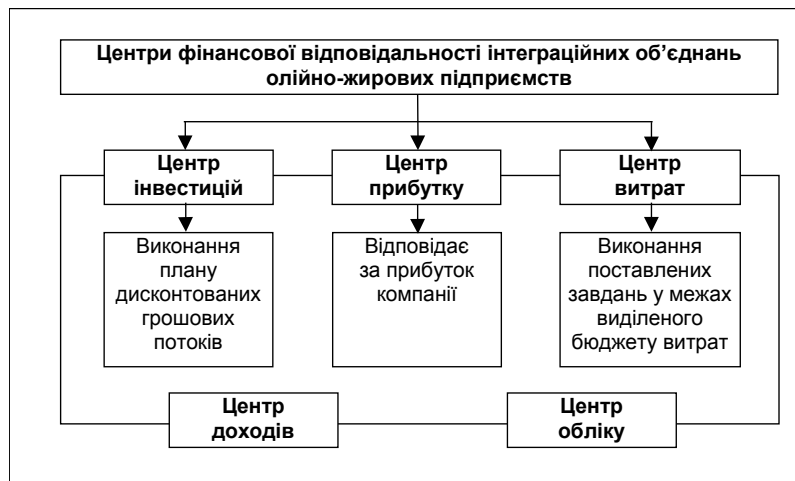 Центри фінансової відповідальності інтеграційних об’єднань
олійно-жирових підприємств
Центр
інвестицій
Центр
прибутку
Центр
витрат
Виконання
плану
дисконтованих
грошових
потоків
Відповідає
за прибуток
компанії
Виконання
поставлених
завдань у межах
виділеного
бюджету витрат
Центр
доходів
Центр
обліку